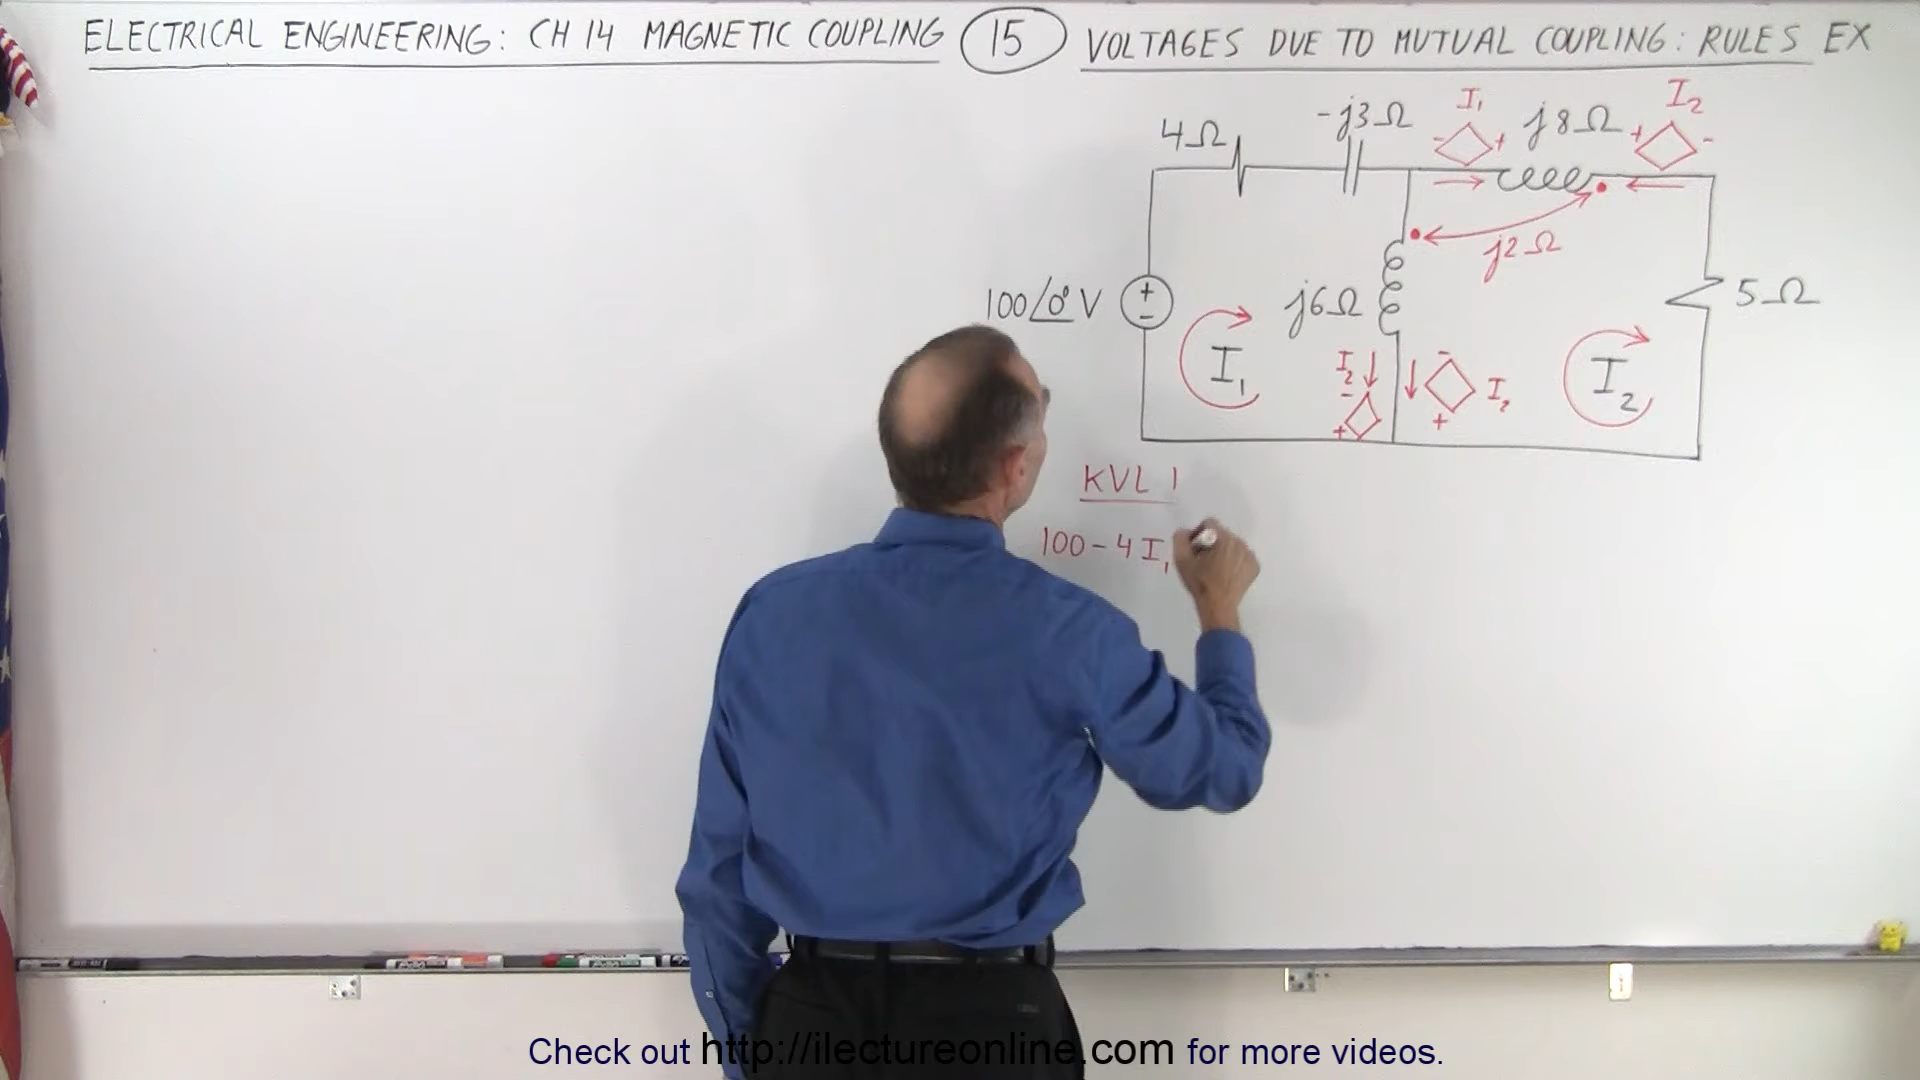 ELECTRICAL ENGINEERING: CH 14 MAGNETIC COUPLING 15 VOLTAGES DUE TO MUTUAL COUPLING: RULES EX
I₁ I₂
4Ω -j3Ω - + j8Ω + -
j2Ω
100/0° V + - j6Ω 5Ω
I₁ I₂ I₂
I₂ - + - +
KVL 1
100 - 4 I₁
Check out http://ilectureonline.com for more videos.